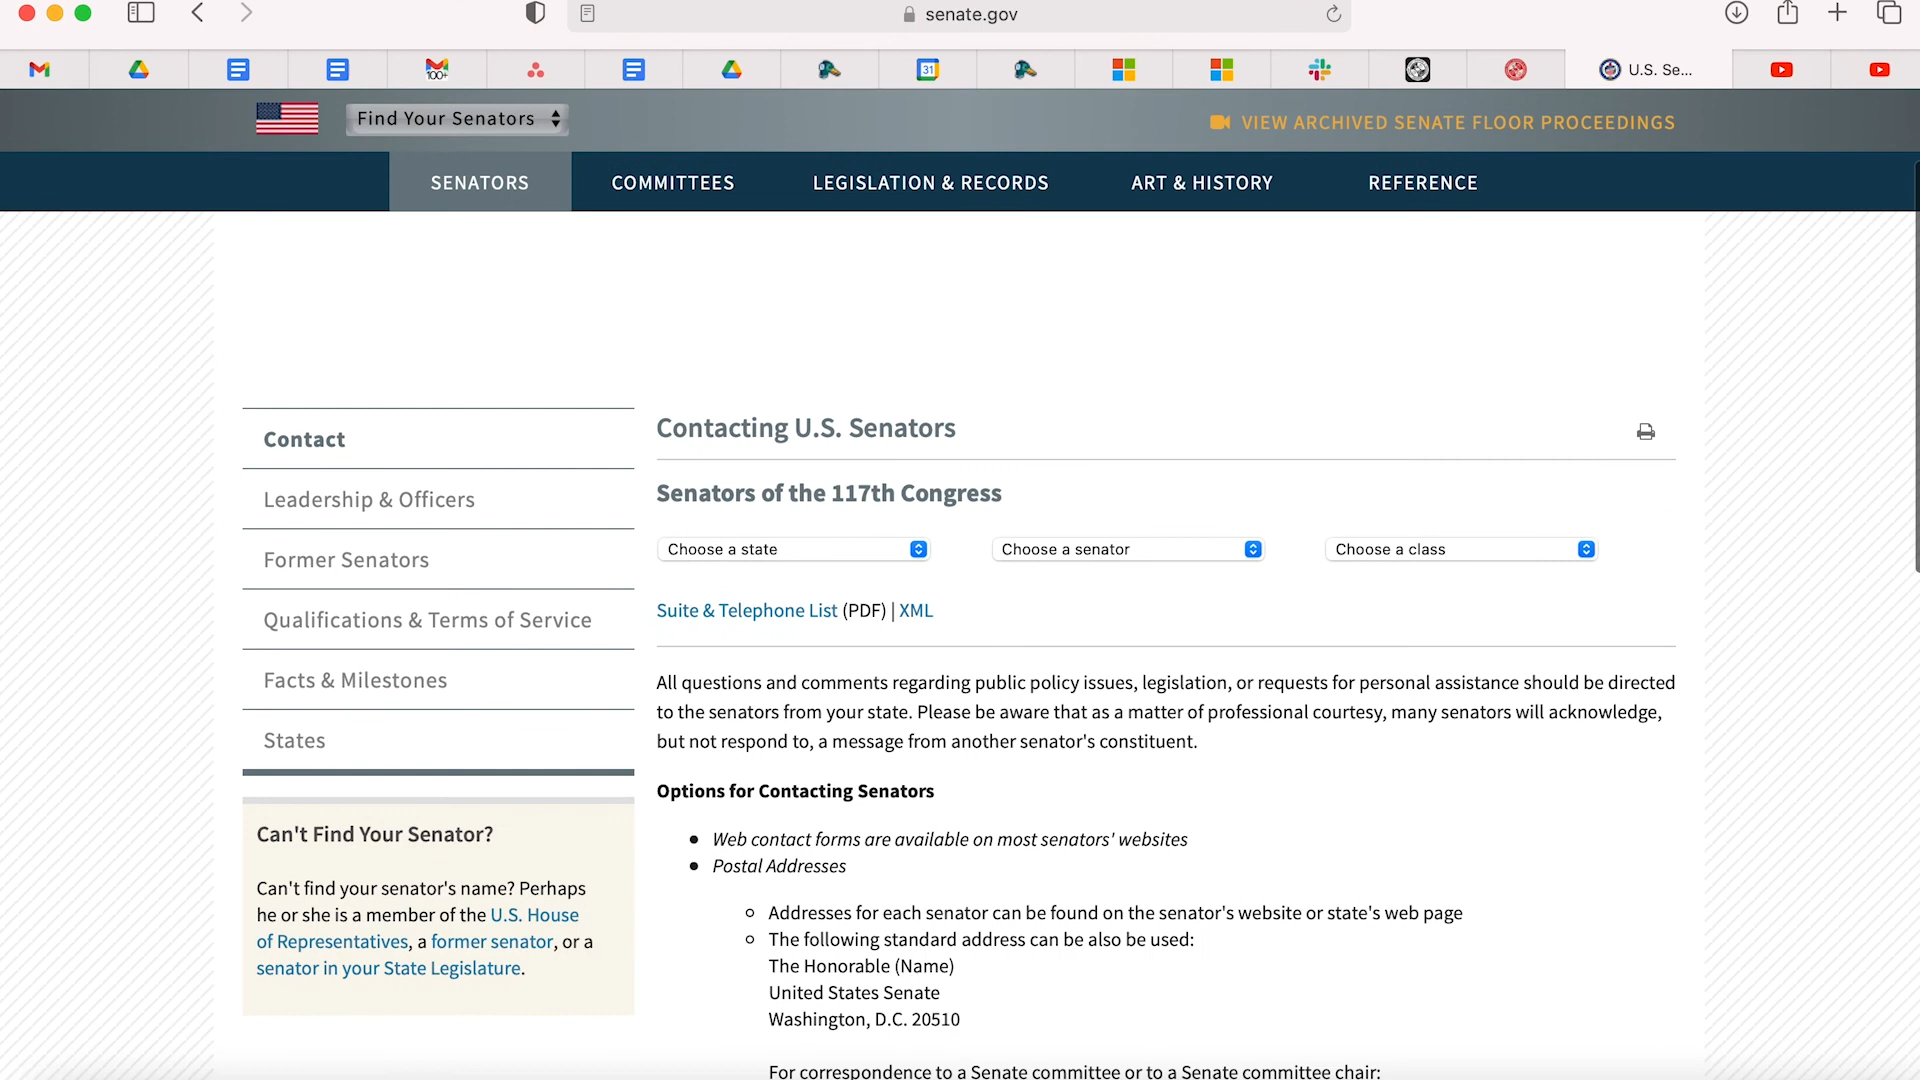 senate.gov
100+
31
U.S. Se...
Find Your Senators
VIEW ARCHIVED SENATE FLOOR PROCEEDINGS
SENATORS
COMMITTEES
LEGISLATION & RECORDS
ART & HISTORY
REFERENCE
Contact
Leadership & Officers
Former Senators
Qualifications & Terms of Service
Facts & Milestones
States
Can't Find Your Senator?
Can't find your senator's name? Perhaps
he or she is a member of the U.S. House
of Representatives, a former senator, or a
senator in your State Legislature.
Contacting U.S. Senators
Senators of the 117th Congress
Choose a state
Choose a senator
Choose a class
Suite & Telephone List (PDF) | XML
All questions and comments regarding public policy issues, legislation, or requests for personal assistance should be directed
to the senators from your state. Please be aware that as a matter of professional courtesy, many senators will acknowledge,
but not respond to, a message from another senator's constituent.
Options for Contacting Senators
Web contact forms are available on most senators' websites
Postal Addresses
Addresses for each senator can be found on the senator's website or state's web page
The following standard address can be also be used:
The Honorable (Name)
United States Senate
Washington, D.C. 20510
For correspondence to a Senate committee or to a Senate committee chair: